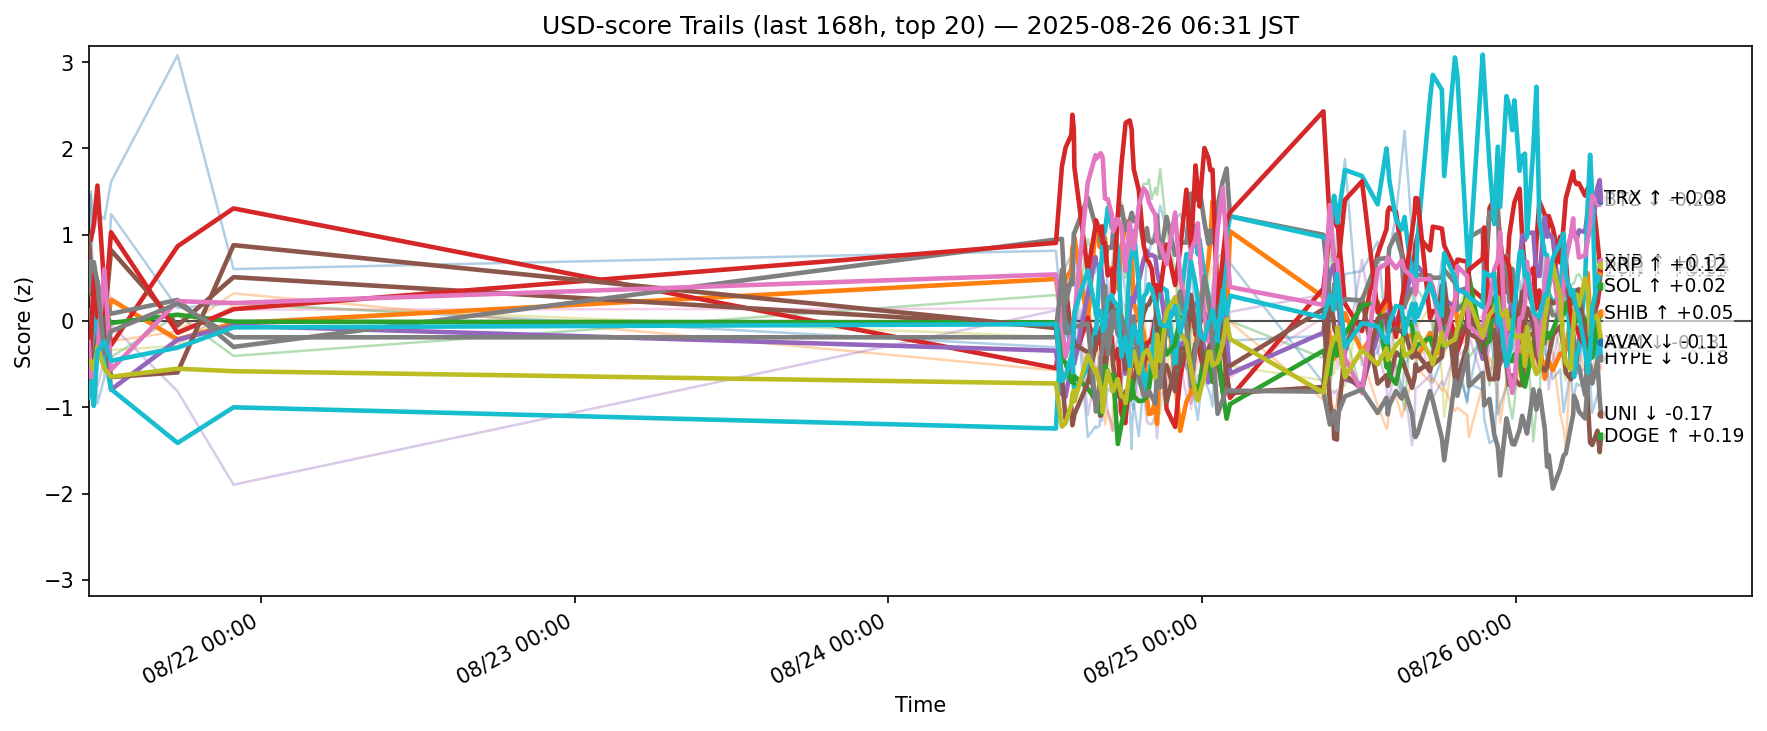 USD-score Trails (last 168h, top 20) — 2025-08-26 06:31 JST
Score (z)
3
2
1
0
−1
−2
−3
TRX ↑ +0.08
XRP ↑ +0.12
SOL ↑ +0.02
SHIB ↑ +0.05
AVAX ↓ -0.11
HYPE ↓ -0.18
UNI ↓ -0.17
DOGE ↑ +0.19
08/22 00:00
08/23 00:00
08/24 00:00
08/25 00:00
08/26 00:00
Time